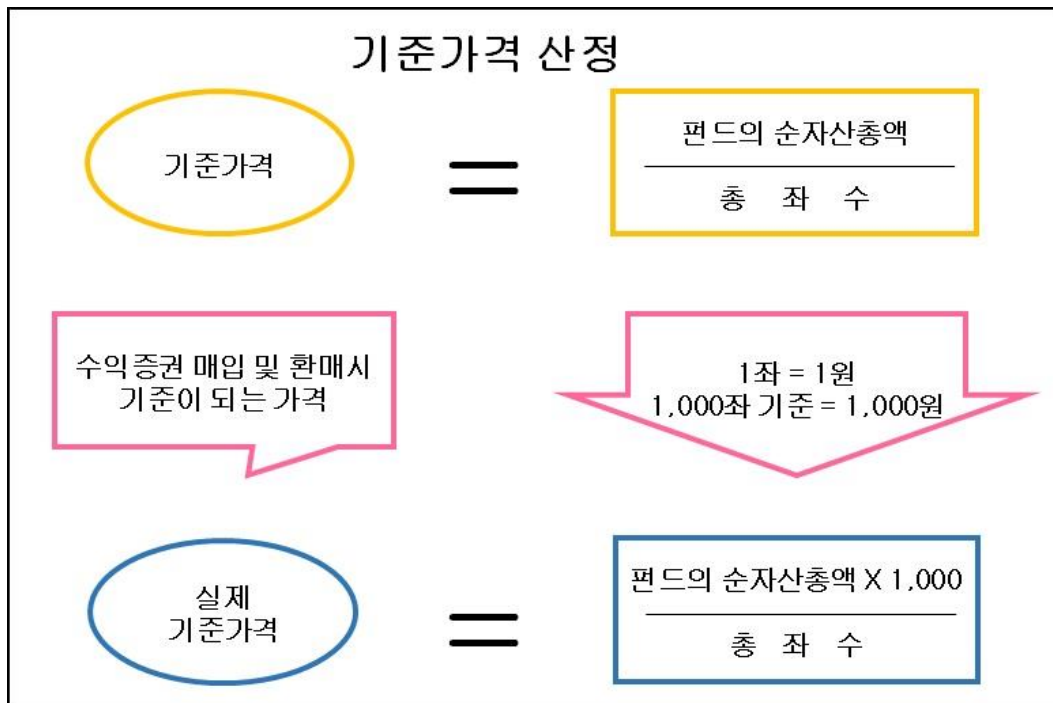 기준가격 산정
기준가격
=
펀드의 순자산총액
총 좌 수
수익증권 매입 및 환매시
기준이 되는 가격
1좌 = 1원
1,000좌 기준 = 1,000원
실제
기준가격
=
펀드의 순자산총액 X 1,000
총 좌 수